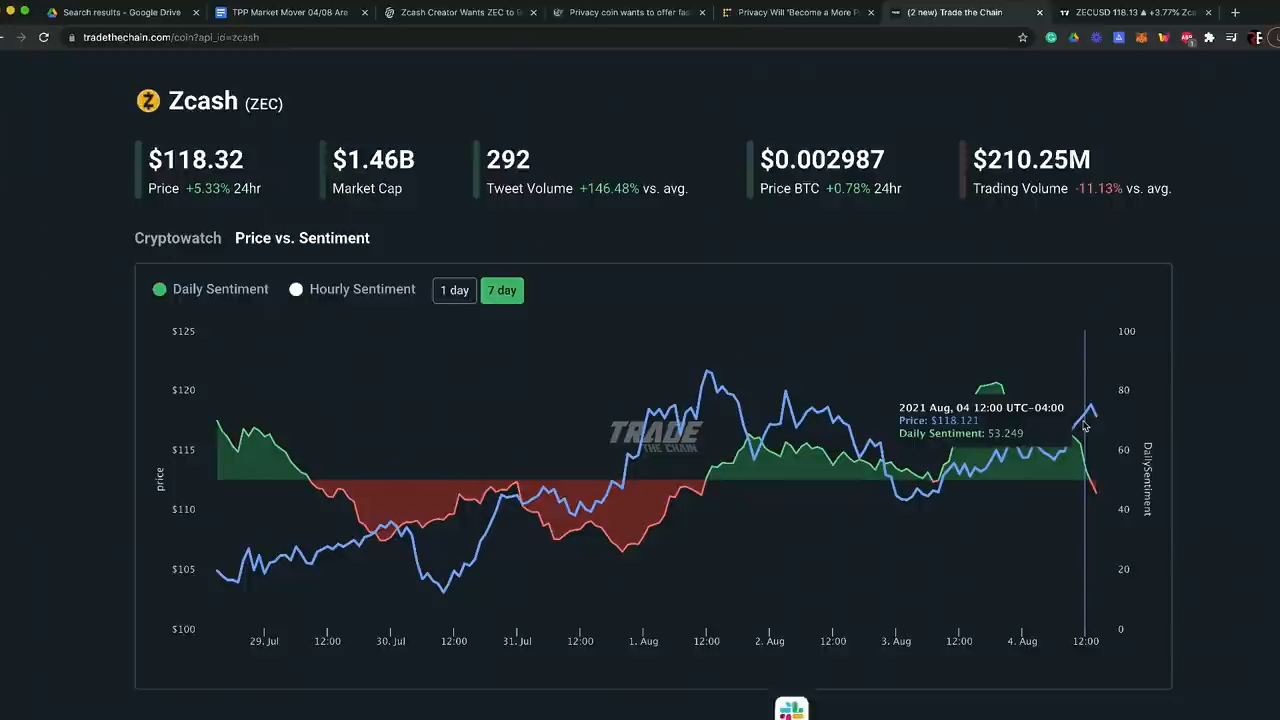 Search results - Google Drive
TPP Market Mover 04/08 Are
Zcash Creator Wants ZEC to
Privacy coin wants to offer fas
Privacy Will "Become a More P
(2 new) Trade the Chain
ZECUSD 118.13 ▲ +3.77% Zca
tradethechain.com/coin?api_id=zcash
Zcash (ZEC)
$118.32 $1.46B 292 $0.002987 $210.25M
Price +5.33% 24hr Market Cap Tweet Volume +146.48% vs. avg. Price BTC +0.78% 24hr Trading Volume -11.13% vs. avg.
Cryptowatch Price vs. Sentiment
Daily Sentiment Hourly Sentiment 1 day 7 day
$125 100
$120 80
2021 Aug, 04 12:00 UTC-04:00
Price: $118.121
Daily Sentiment: 53.249
TRADE
THE CHAIN
$115 60
price
DailySentiment
$110 40
$105 20
$100 0
29. Jul 12:00 30. Jul 12:00 31. Jul 12:00 1. Aug 12:00 2. Aug 12:00 3. Aug 12:00 4. Aug 12:00